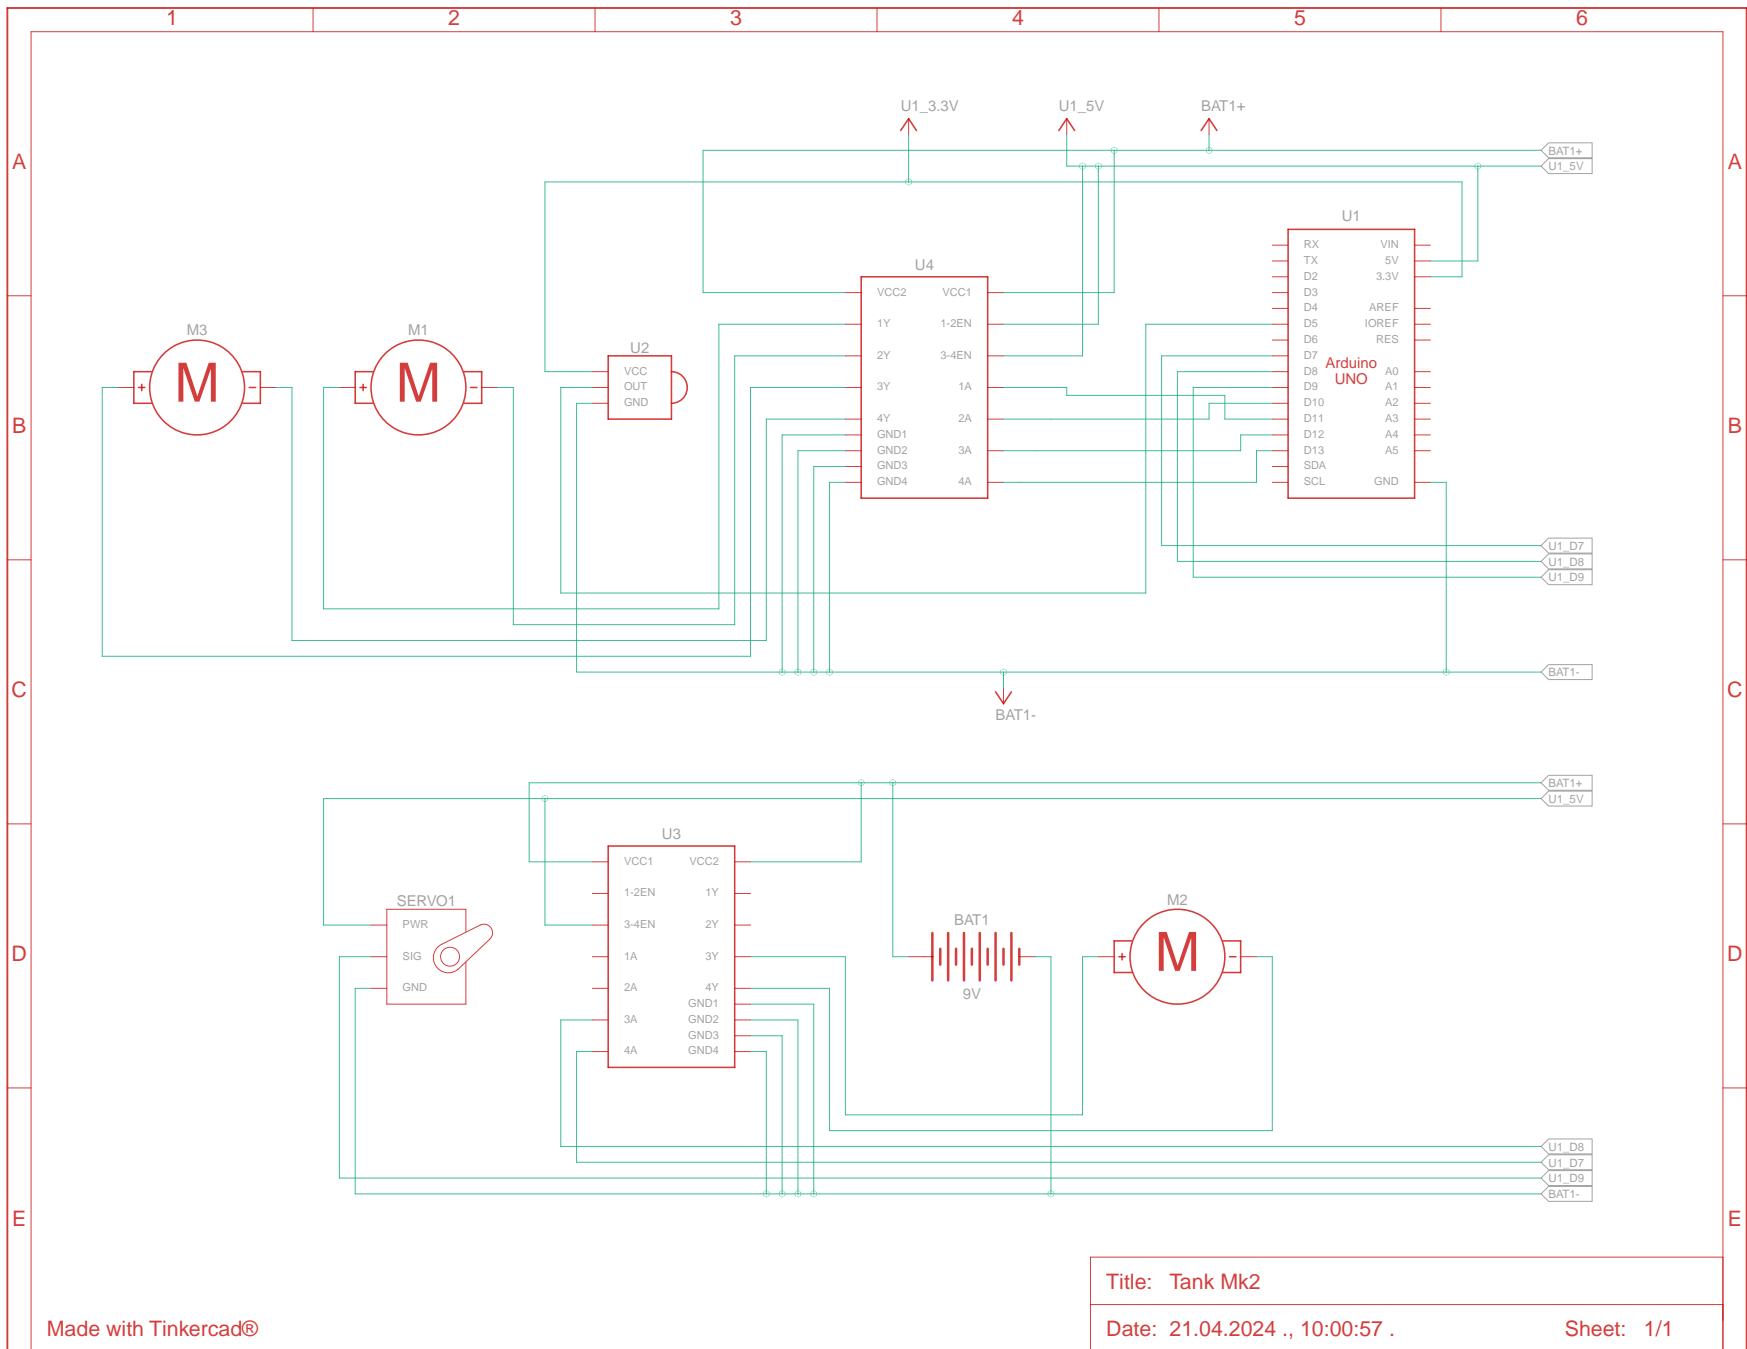 1 2 3 4 5 6
U1_3.3V U1_5V BAT1+
A BAT1+ A
U1_5V
U1
RX VIN
TX 5V
D2 3.3V
D3
D4 AREF
D5 IOREF
D6 RES
D7
Arduino
UNO
D8 A0
D9 A1
D10 A2
D11 A3
D12 A4
D13 A5
SDA
SCL GND
U4
VCC2 VCC1
1Y 1-2EN
2Y 3-4EN
3Y 1A
4Y 2A
GND1
GND2 3A
GND3
GND4 4A
M3
+ M -
M1
+ M -
U2
VCC
OUT
GND
B B
U1_D7
U1_D8
U1_D9
BAT1-
C C
BAT1-
BAT1+
U1_5V
U3
VCC1 VCC2
1-2EN 1Y
3-4EN 2Y
1A 3Y
2A 4Y
GND1
3A GND2
GND3
4A GND4
SERVO1
PWR
SIG
GND
BAT1
9V
M2
+ M -
D D
U1_D8
U1_D7
U1_D9
BAT1-
E E
Title: Tank Mk2
Made with Tinkercad®
Date: 21.04.2024 ., 10:00:57 . Sheet: 1/1